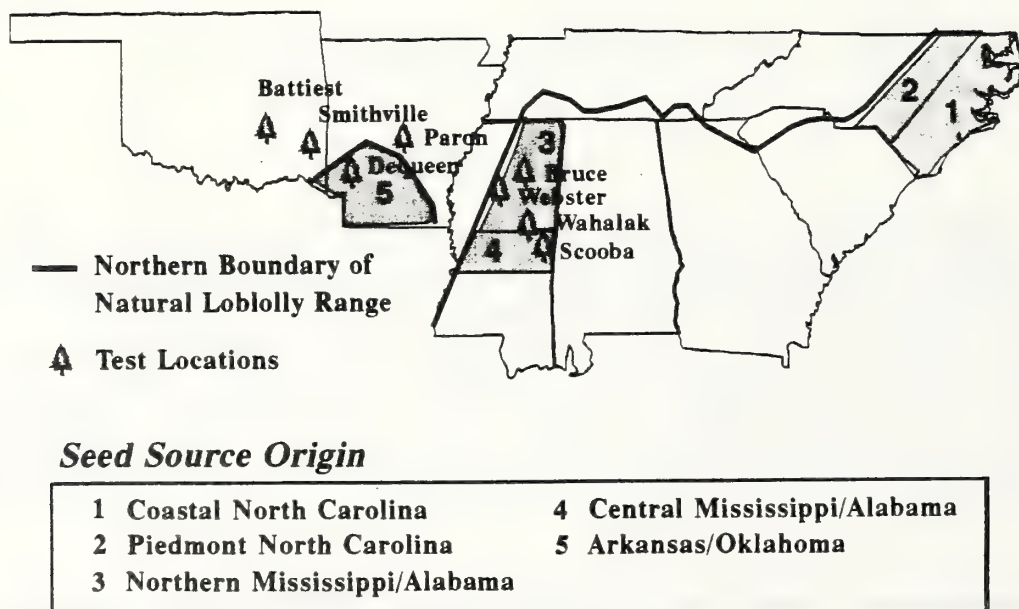 Battiest
Smithville
Paron
DeQueen
5
3
Bruce
Webster
Wahalak
4
Scooba
2
1
Northern Boundary of
Natural Loblolly Range
Test Locations
Seed Source Origin
1 Coastal North Carolina
2 Piedmont North Carolina
3 Northern Mississippi/Alabama
4 Central Mississippi/Alabama
5 Arkansas/Oklahoma